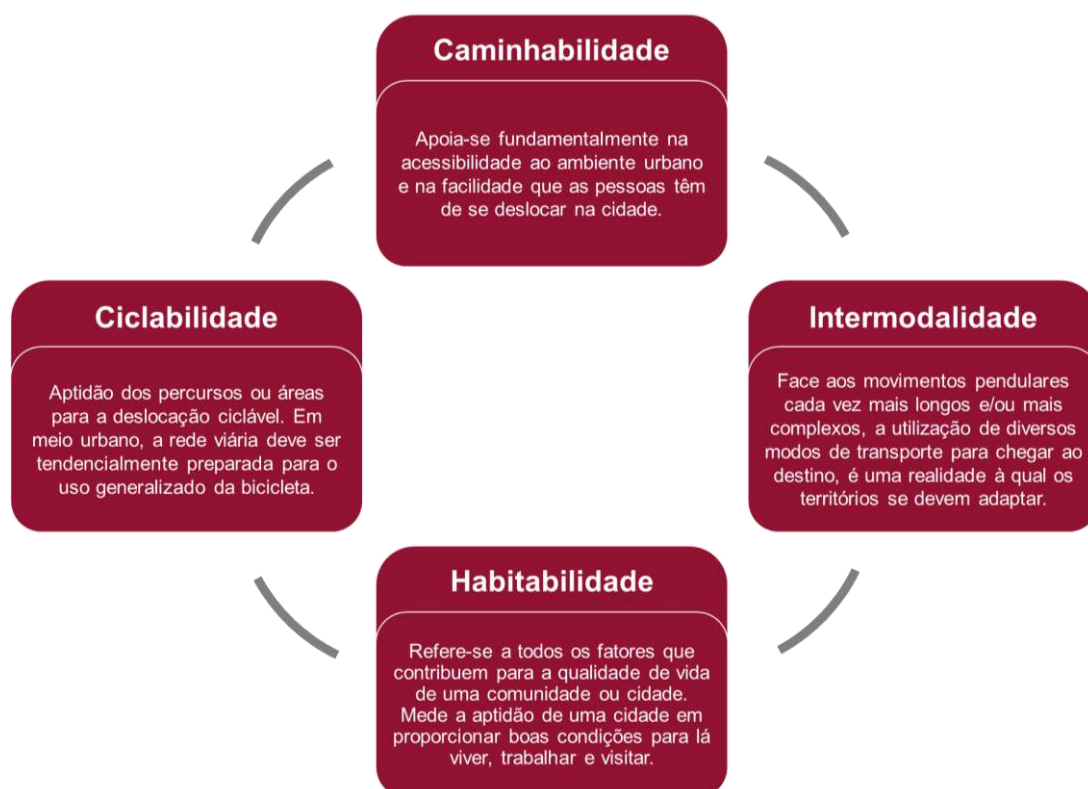 Caminhabilidade
Apoia-se fundamentalmente na
acessibilidade ao ambiente urbano
e na facilidade que as pessoas têm
de se deslocar na cidade.
Ciclabilidade
Aptidão dos percursos ou áreas
para a deslocação ciclável. Em
meio urbano, a rede viária deve ser
tendencialmente preparada para o
uso generalizado da bicicleta.
Intermodalidade
Face aos movimentos pendulares
cada vez mais longos e/ou mais
complexos, a utilização de diversos
modos de transporte para chegar ao
destino, é uma realidade à qual os
territórios se devem adaptar.
Habitabilidade
Refere-se a todos os fatores que
contribuem para a qualidade de vida
de uma comunidade ou cidade.
Mede a aptidão de uma cidade em
proporcionar boas condições para lá
viver, trabalhar e visitar.